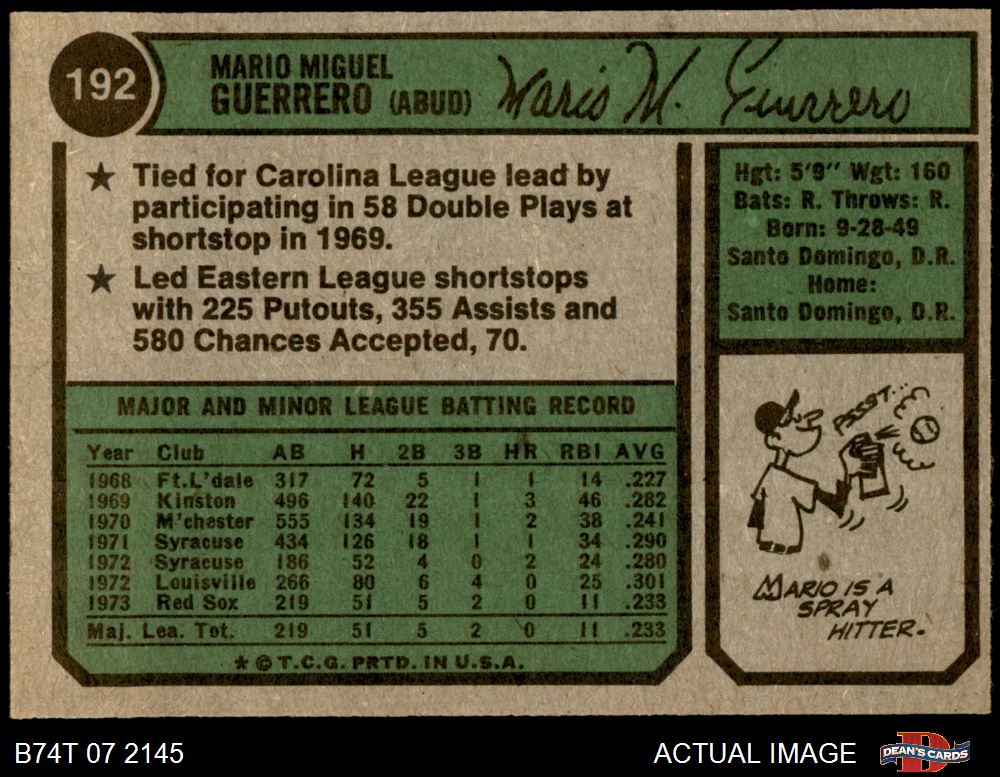 192
MARIO MIGUEL
GUERRERO (ABUD)
Mario M. Guerrero
★ Tied for Carolina League lead by
participating in 58 Double Plays at
shortstop in 1969.
★ Led Eastern League shortstops
with 225 Putouts, 355 Assists and
580 Chances Accepted, 70.
Hgt: 5'9" Wgt: 160
Bats: R. Throws: R.
Born: 9-28-49
Santo Domingo, D.R.
Home:
Santo Domingo, D.R.
MAJOR AND MINOR LEAGUE BATTING RECORD
Year Club AB H 2B 3B HR RBI AVG
1968 Ft.L'dale 317 72 5 1 1 14 .227
1969 Kinston 496 140 22 1 3 46 .282
1970 M'chester 555 134 19 1 2 38 .241
1971 Syracuse 434 126 18 1 1 34 .290
1972 Syracuse 186 52 4 0 2 24 .280
1972 Louisville 266 80 6 4 0 25 .301
1973 Red Sox 219 51 5 2 0 11 .233
Maj. Lea. Tot. 219 51 5 2 0 11 .233
★ © T.C.G. PRTD. IN U.S.A.
PSSST...
MARIO IS A
SPRAY
HITTER.
B74T 07 2145
ACTUAL IMAGE
D
DEAN'S CARDS